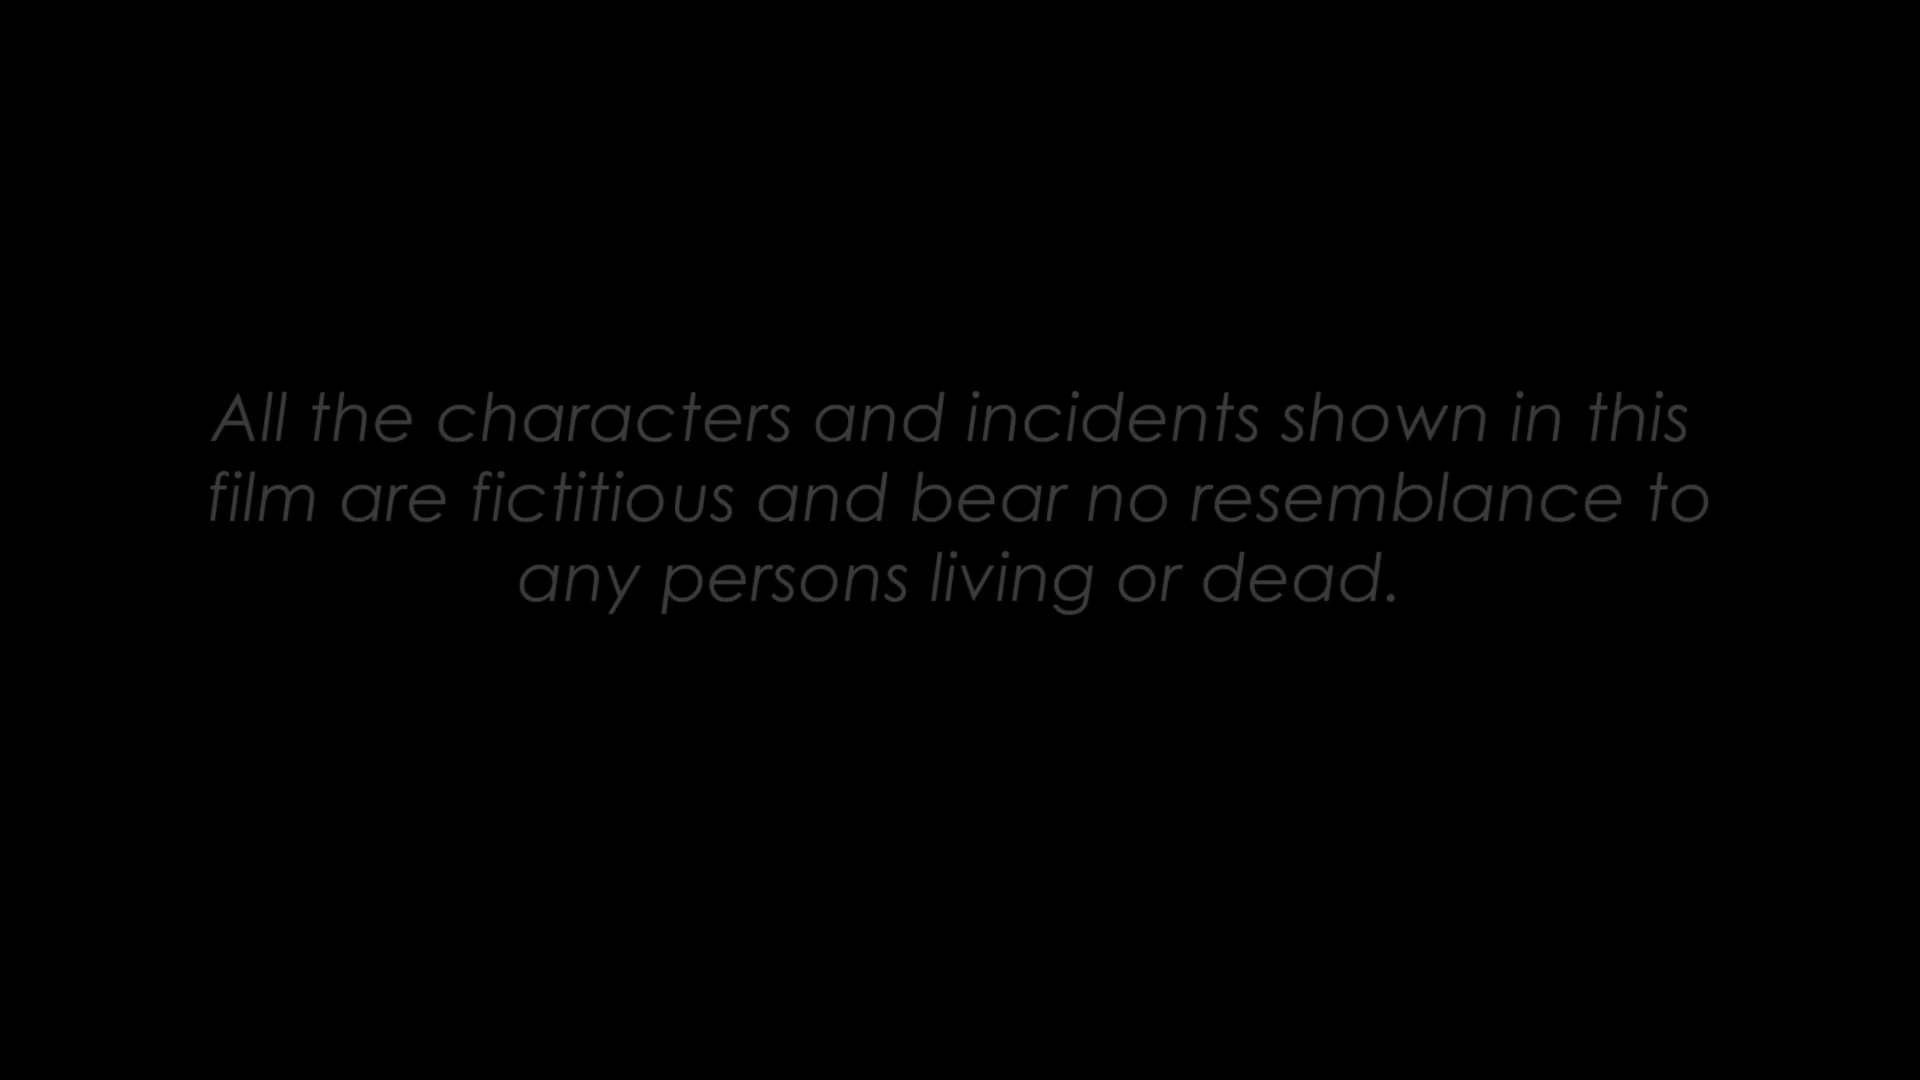 All the characters and incidents shown in this
film are fictitious and bear no resemblance to
any persons living or dead.